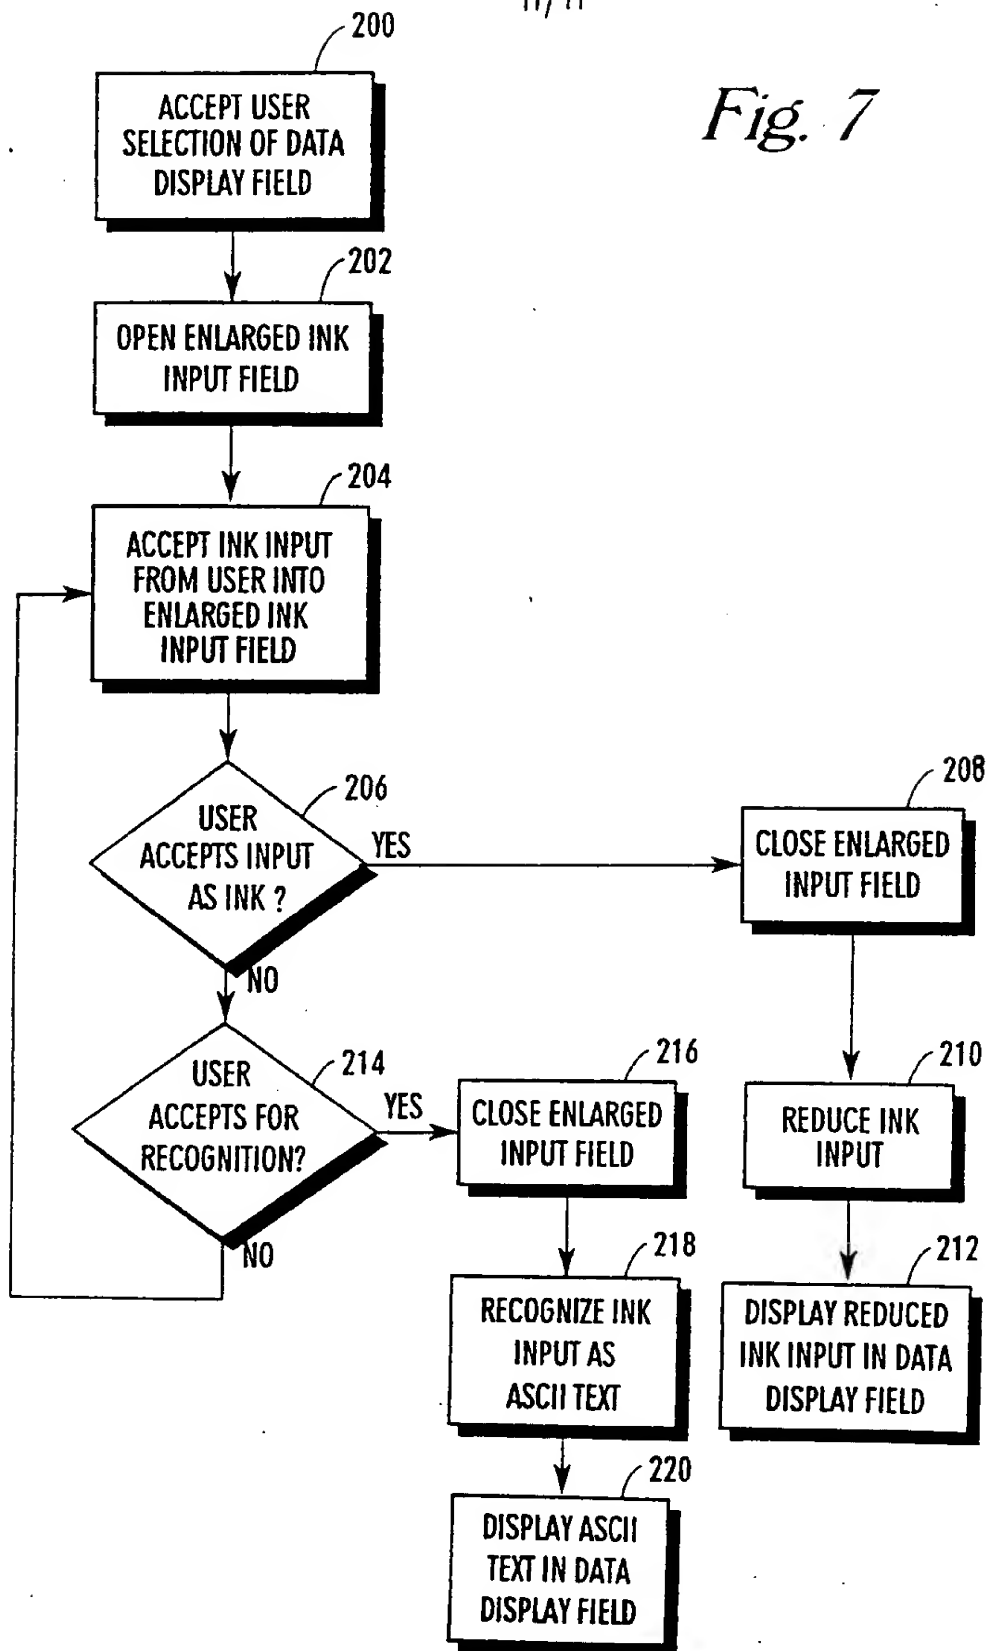 11/11
200
Fig. 7
ACCEPT USER
SELECTION OF DATA
DISPLAY FIELD
202
OPEN ENLARGED INK
INPUT FIELD
204
ACCEPT INK INPUT
FROM USER INTO
ENLARGED INK
INPUT FIELD
206
USER
ACCEPTS INPUT
AS INK ?
YES
NO
208
CLOSE ENLARGED
INPUT FIELD
210
REDUCE INK
INPUT
212
DISPLAY REDUCED
INK INPUT IN DATA
DISPLAY FIELD
214
USER
ACCEPTS FOR
RECOGNITION?
YES
NO
216
CLOSE ENLARGED
INPUT FIELD
218
RECOGNIZE INK
INPUT AS
ASCII TEXT
220
DISPLAY ASCII
TEXT IN DATA
DISPLAY FIELD